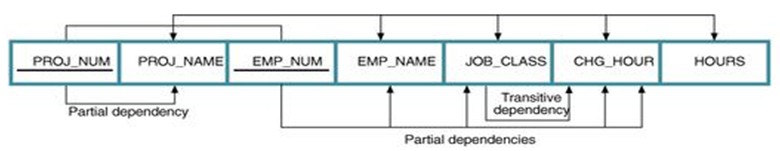 PROJ_NUM PROJ_NAME EMP_NUM EMP_NAME JOB_CLASS CHG_HOUR HOURS
Partial dependency
Transitive
dependency
Partial dependencies